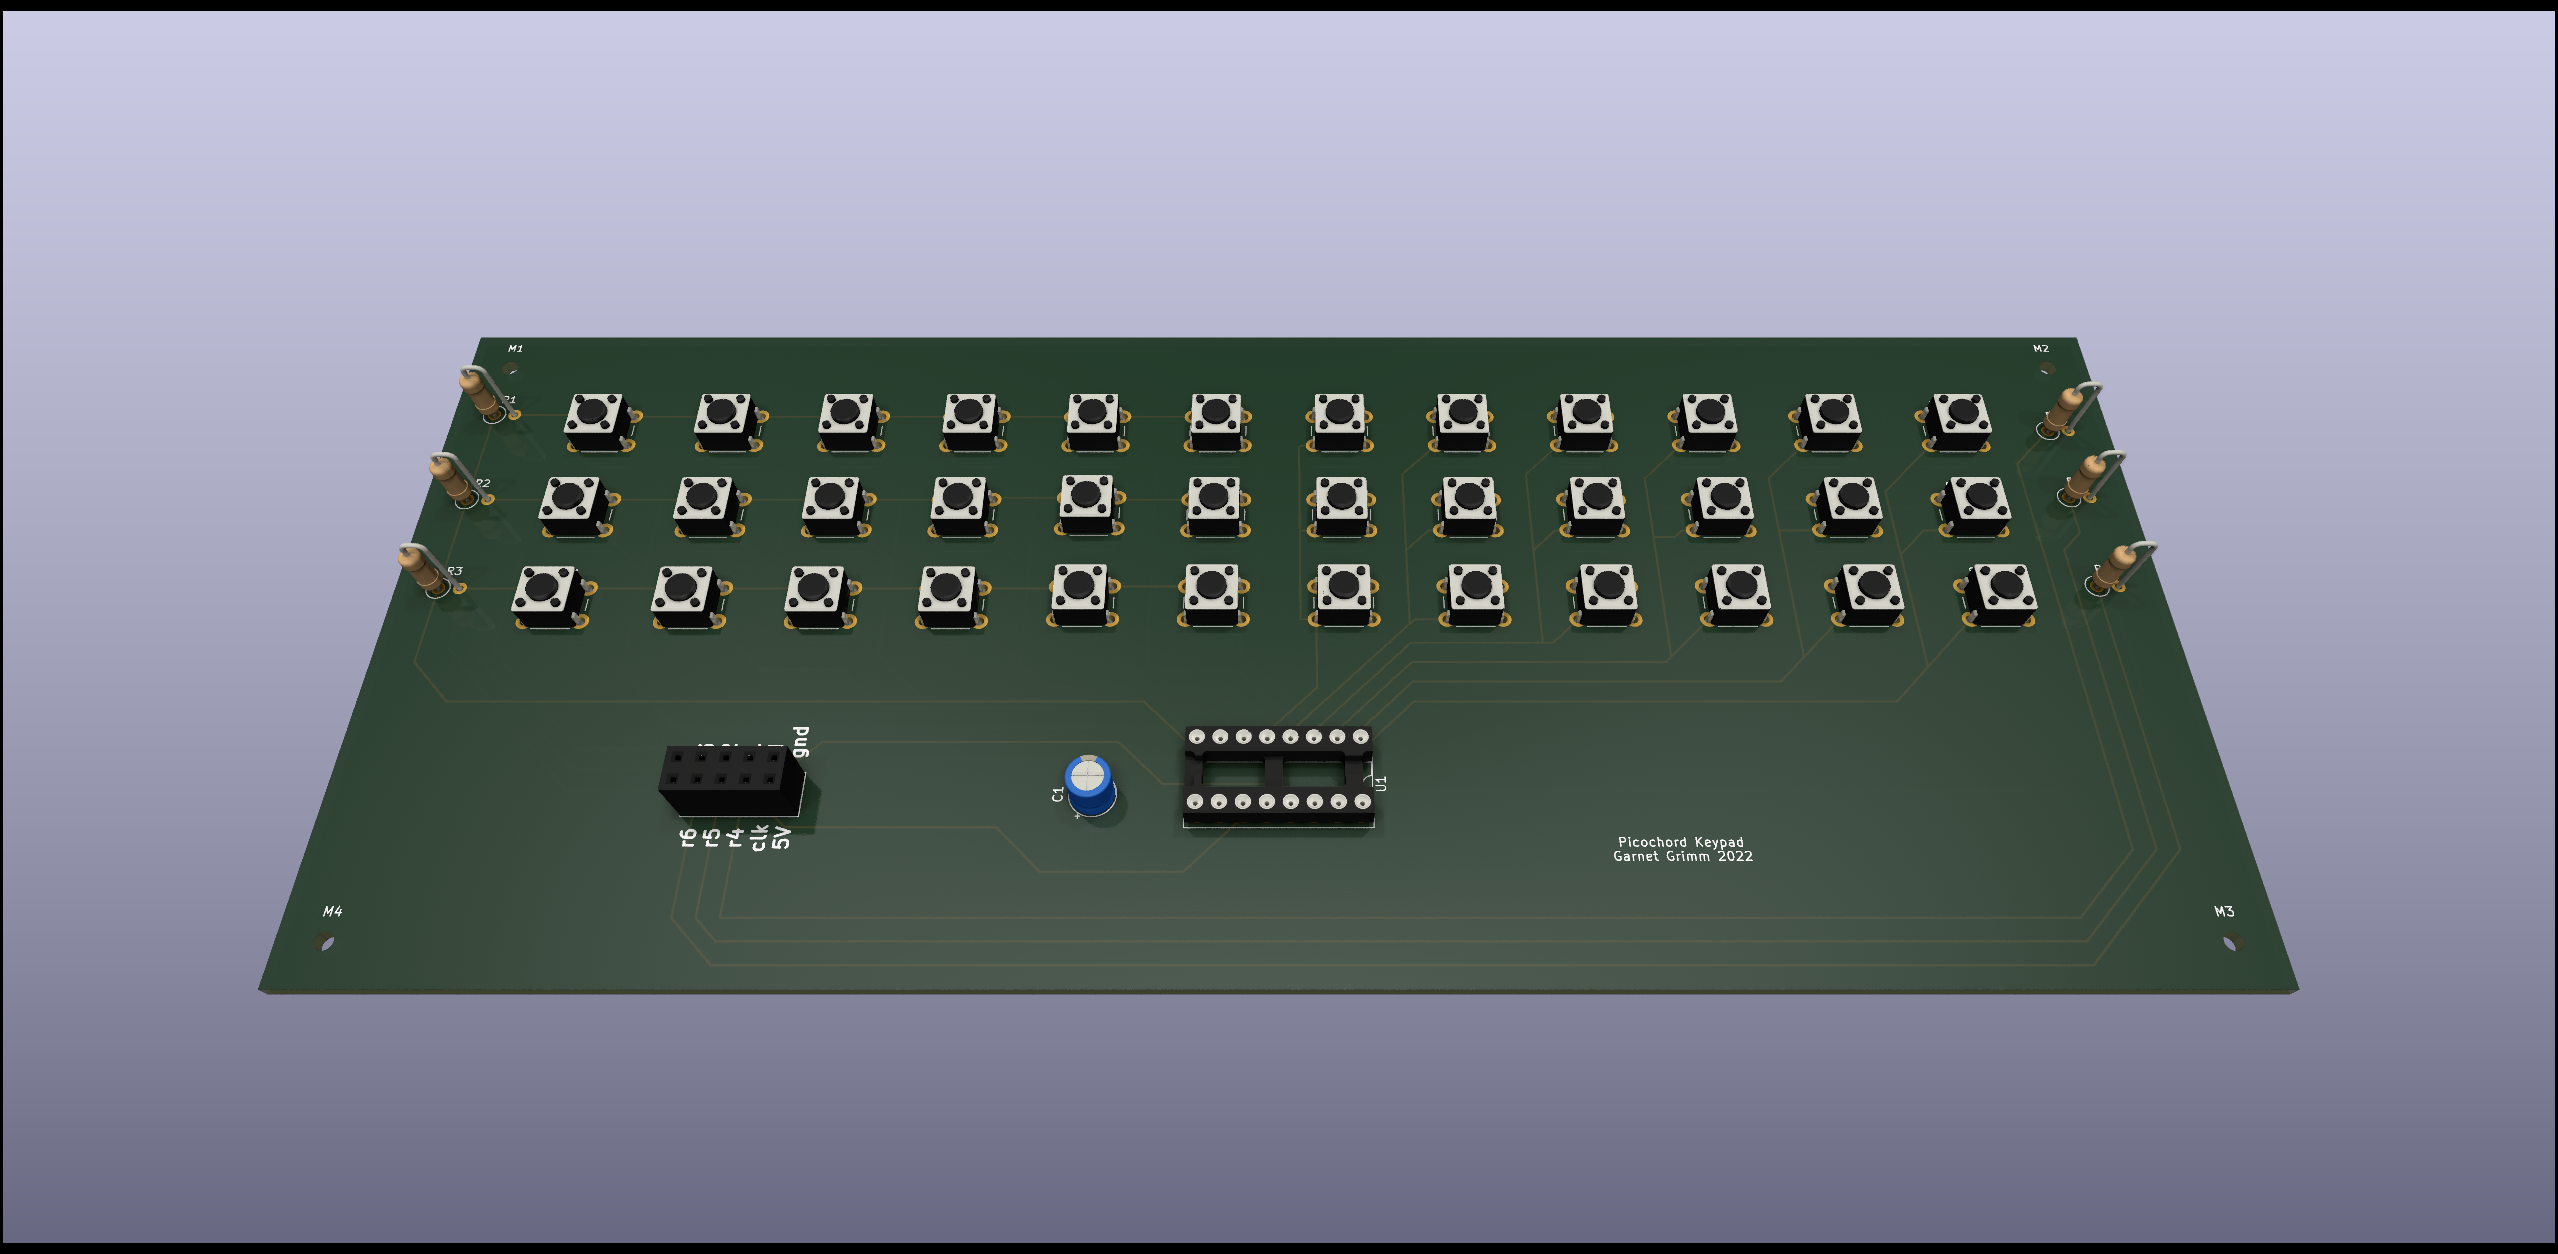 M1
M2
R1
R2
R3
gnd
r6
r5
r4
clk
5V
C1
+
U1
Picochord Keypad
Garnet Grimm 2022
M4
M3